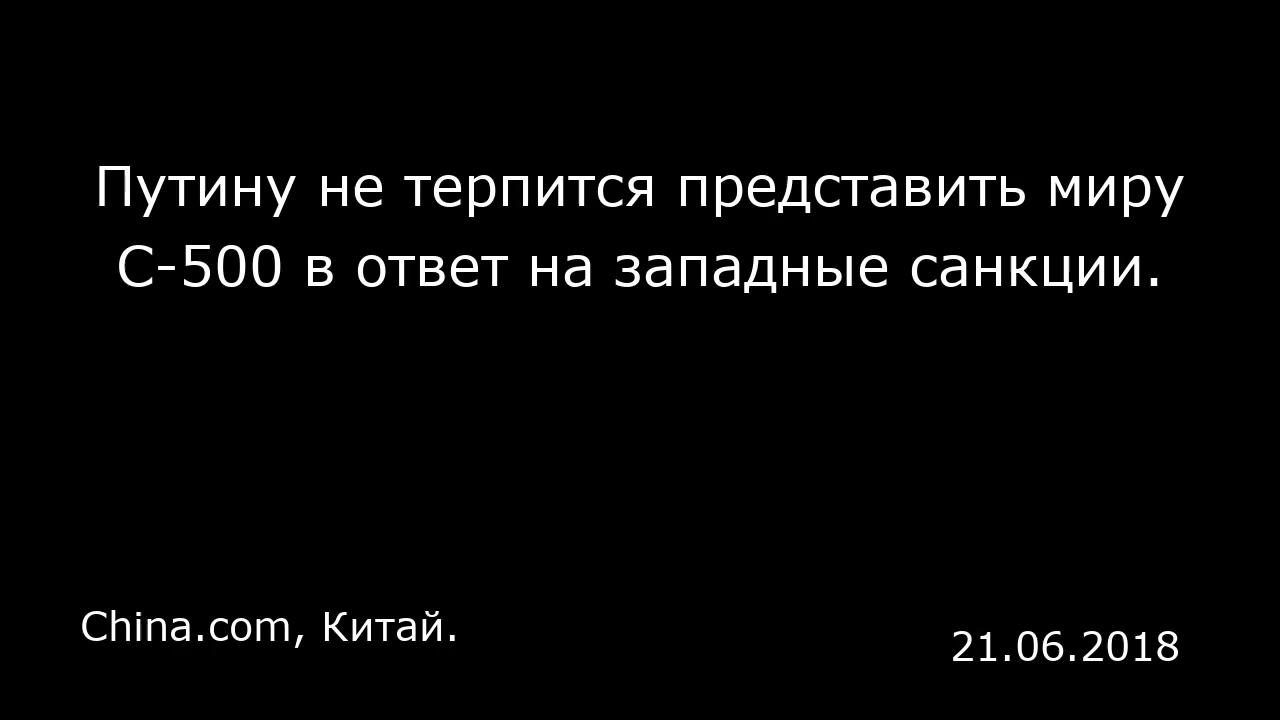 Путину не терпится представить миру
С-500 в ответ на западные санкции.
China.com, Китай.
21.06.2018